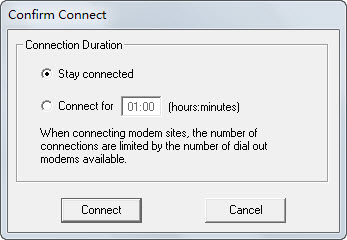 Confirm Connect
Connection Duration
Stay connected
Connect for 01:00 (hours:minutes)
When connecting modem sites, the number of
connections are limited by the number of dial out
modems available.
Connect Cancel